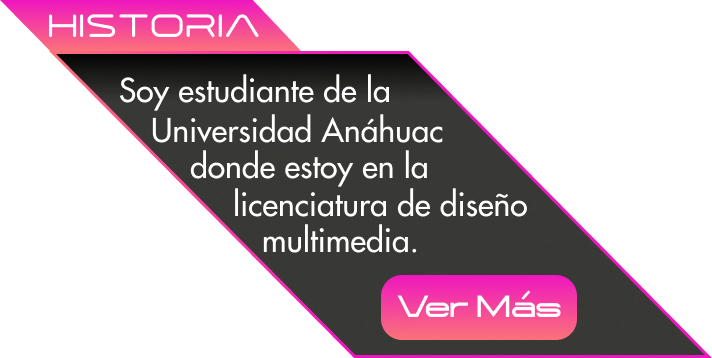 HISTORIA
Soy estudiante de la
Universidad Anáhuac
donde estoy en la
licenciatura de diseño
multimedia.
Ver Más